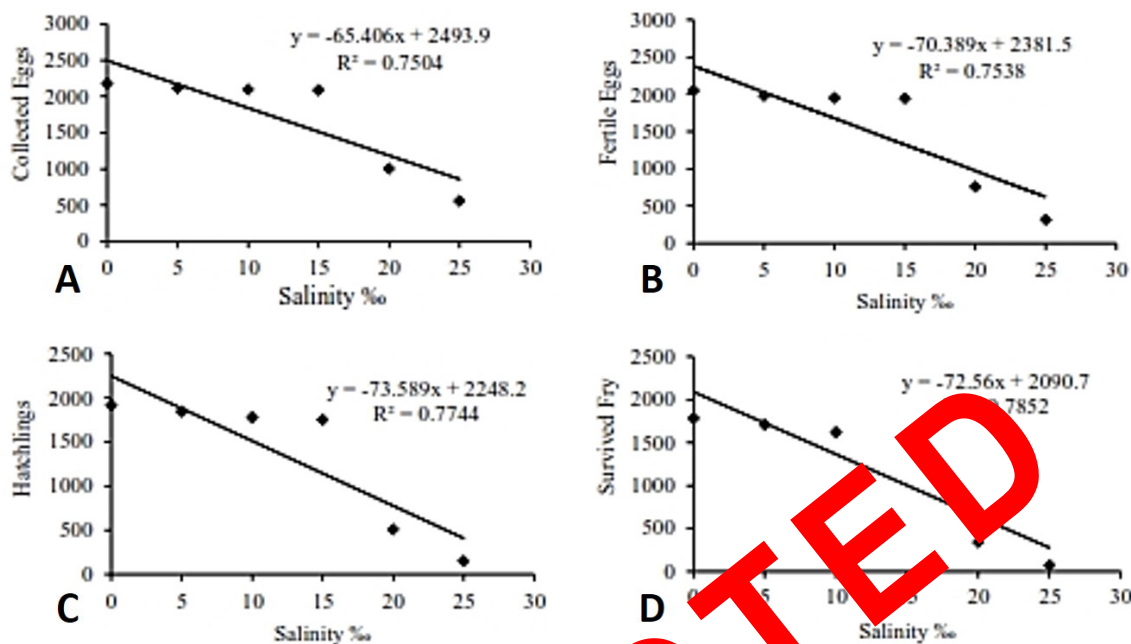 3000
2500
2000
1500
1000
500
0
Collected Eggs
y = -65.406x + 2493.9
R² = 0.7504
0 5 10 15 20 25 30
Salinity ‰
A
3000
2500
2000
1500
1000
500
0
Fertile Eggs
y = -70.389x + 2381.5
R² = 0.7538
0 5 10 15 20 25 30
Salinity ‰
B
2500
2000
1500
1000
500
0
Hatchlings
y = -73.589x + 2248.2
R² = 0.7744
0 5 10 15 20 25 30
Salinity ‰
C
2500
2000
1500
1000
500
0
Survived Fry
y = -72.56x + 2090.7
.7852
0 20 25 30
Salinity ‰
D
TED